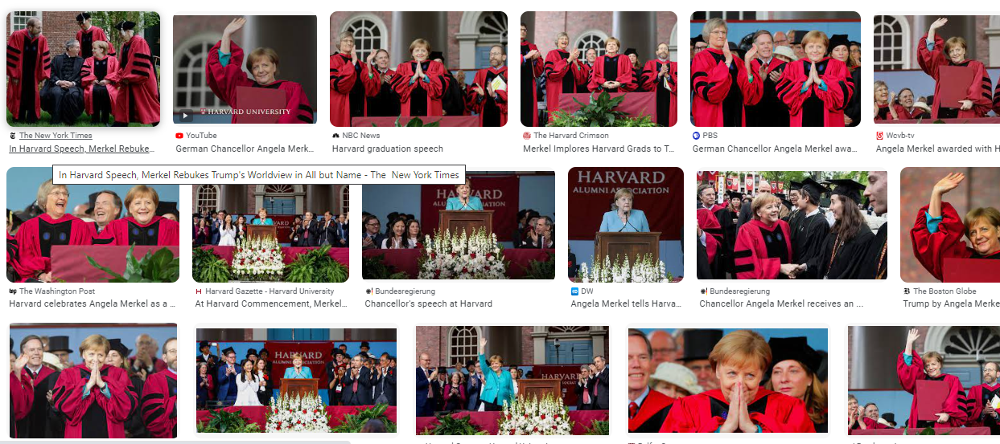 HARVARD UNIVERSITY
The New York Times
In Harvard Speech, Merkel Rebuke...
YouTube
German Chancellor Angela Merk...
NBC News
Harvard graduation speech
The Harvard Crimson
Merkel Implores Harvard Grads to T...
PBS
German Chancellor Angela Merkel awa...
Wcvb-tv
Angela Merkel awarded with H
In Harvard Speech, Merkel Rebukes Trump's Worldview in All but Name - The New York Times
HARVARD
ALUMNI ASSOCIATION
HARVARD
ALUMNI ASSOCIATION
The Washington Post
Harvard celebrates Angela Merkel as a ...
Harvard Gazette - Harvard University
At Harvard Commencement, Merkel...
Bundesregierung
Chancellor's speech at Harvard
DW
Angela Merkel tells Harva...
Bundesregierung
Chancellor Angela Merkel receives an ...
The Boston Globe
Trump by Angela Merke
HARVARD
ALUMNI ASSOCIATION
HARVARD